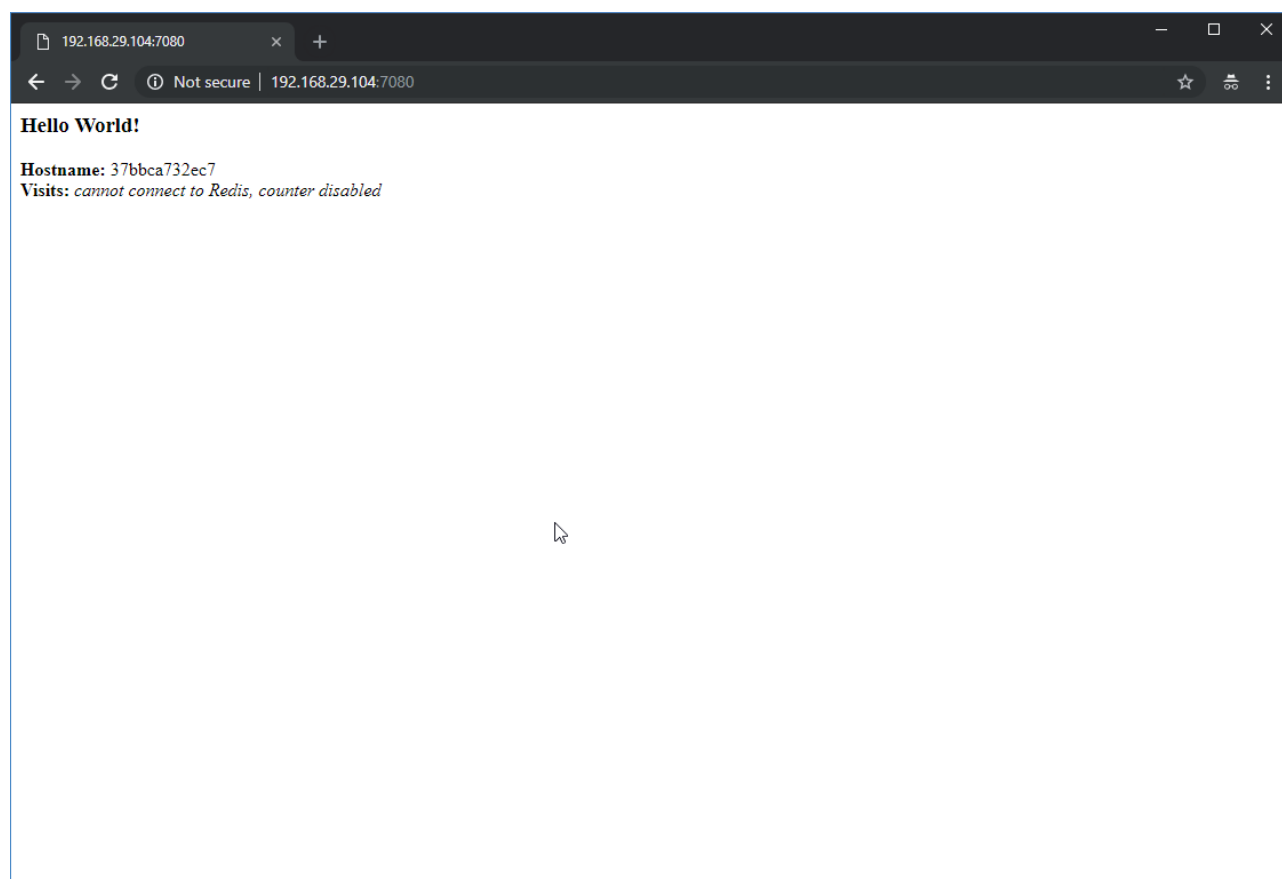 192.168.29.104:7080
Not secure | 192.168.29.104:7080
Hello World!
Hostname: 37bbca732ec7
Visits: cannot connect to Redis, counter disabled